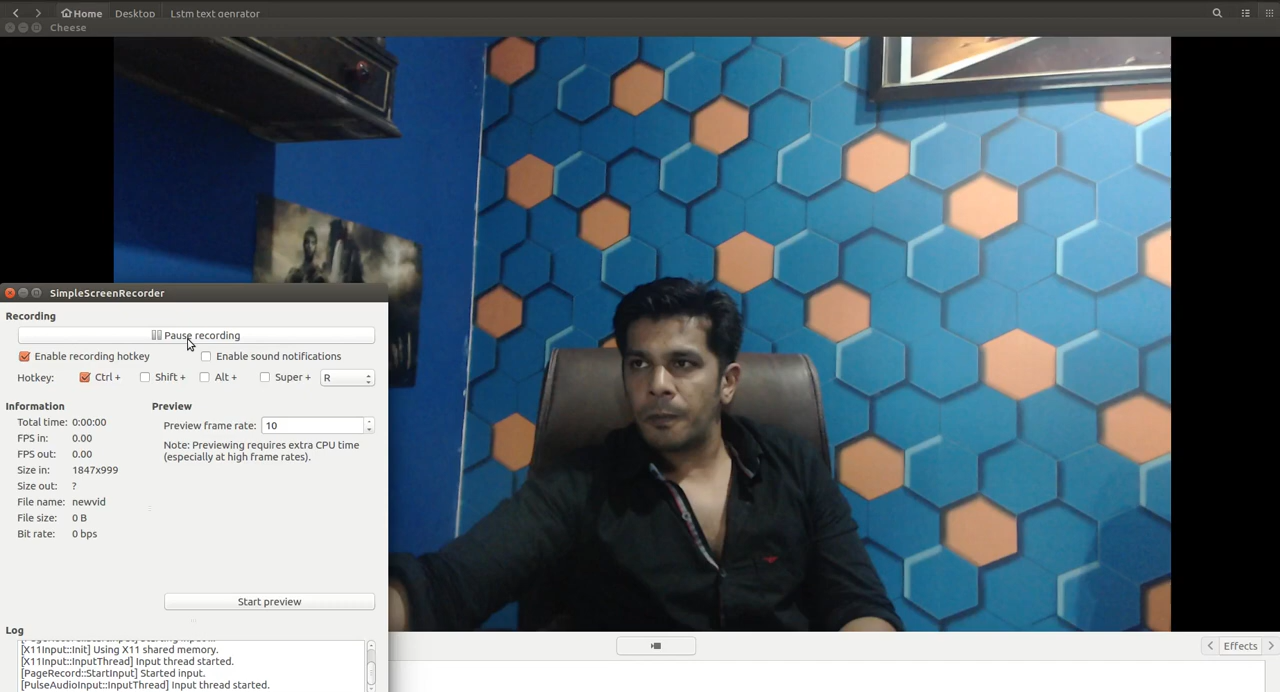 Home Desktop Lstm text genrator
Cheese
SimpleScreenRecorder
Recording
Pause recording
Enable recording hotkey Enable sound notifications
Hotkey: Ctrl + Shift + Alt + Super + R
Information Preview
Total time: 0:00:00
Preview frame rate: 10
FPS in: 0.00
FPS out: 0.00
Note: Previewing requires extra CPU time
(especially at high frame rates).
Size in: 1847x999
Size out: ?
File name: newvid
File size: 0 B
Bit rate: 0 bps
Start preview
Log
[PageRecord::StartInput] Starting input ...
[X11Input::Init] Using X11 shared memory.
[X11Input::InputThread] Input thread started.
[PageRecord::StartInput] Started input.
[PulseAudioInput::InputThread] Input thread started.
Effects